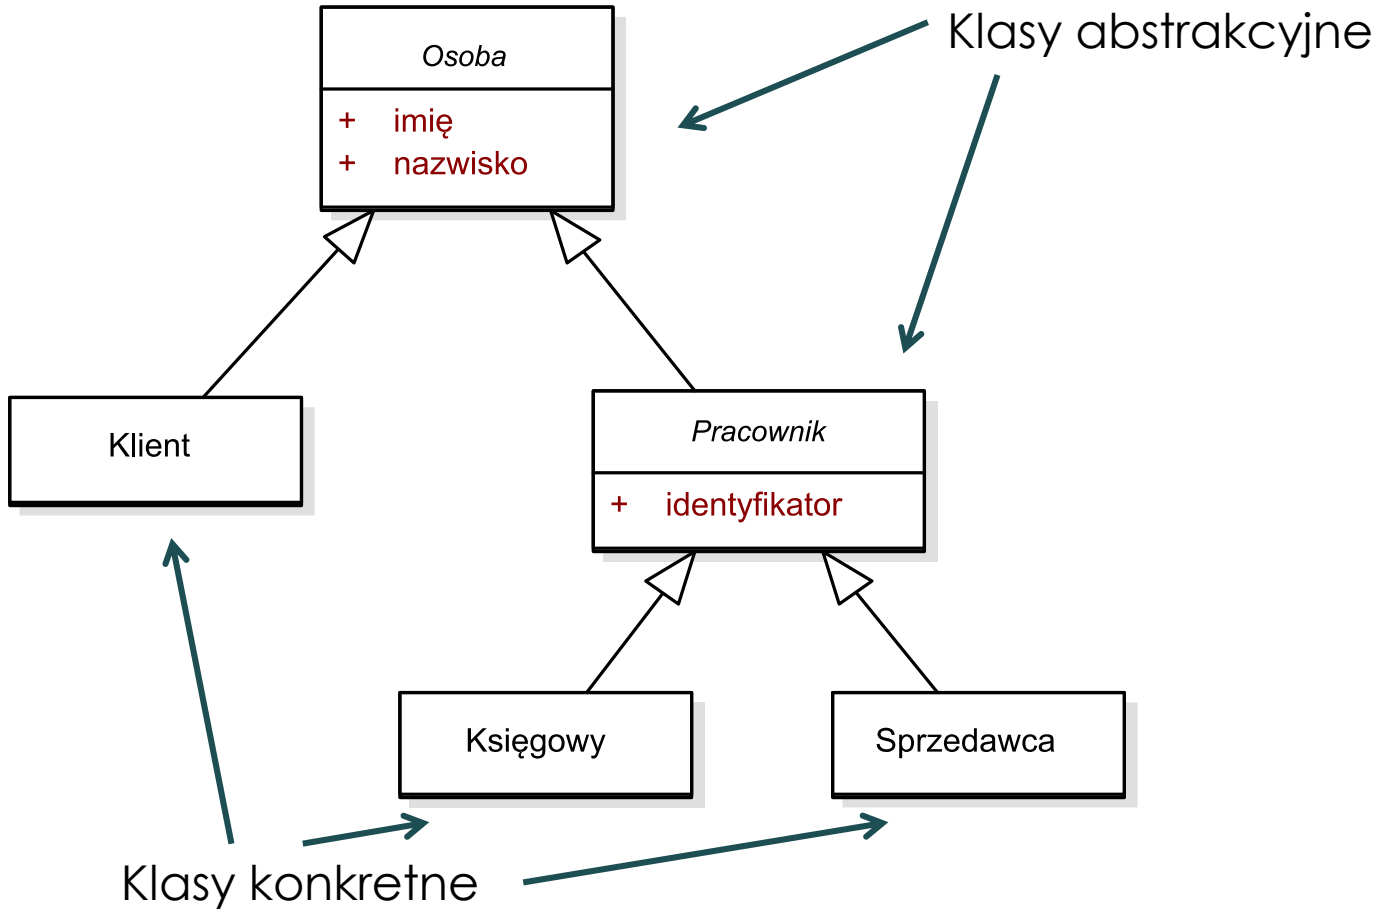 Klasy abstrakcyjne
Osoba
+ imię
+ nazwisko
Klient
Pracownik
+ identyfikator
Księgowy
Sprzedawca
Klasy konkretne